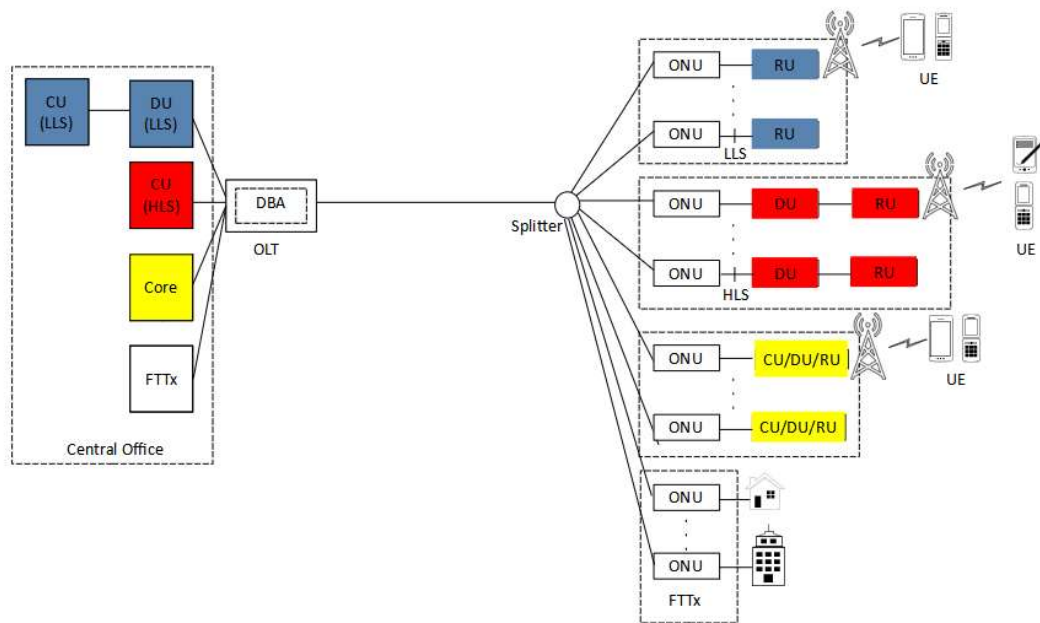 CU
(LLS)
DU
(LLS)
CU
(HLS)
Core
FTTx
Central Office
DBA
OLT
Splitter
ONU
RU
ONU
RU
LLS
UE
ONU
DU
RU
ONU
DU
RU
HLS
UE
ONU
CU/DU/RU
ONU
CU/DU/RU
UE
ONU
ONU
FTTx